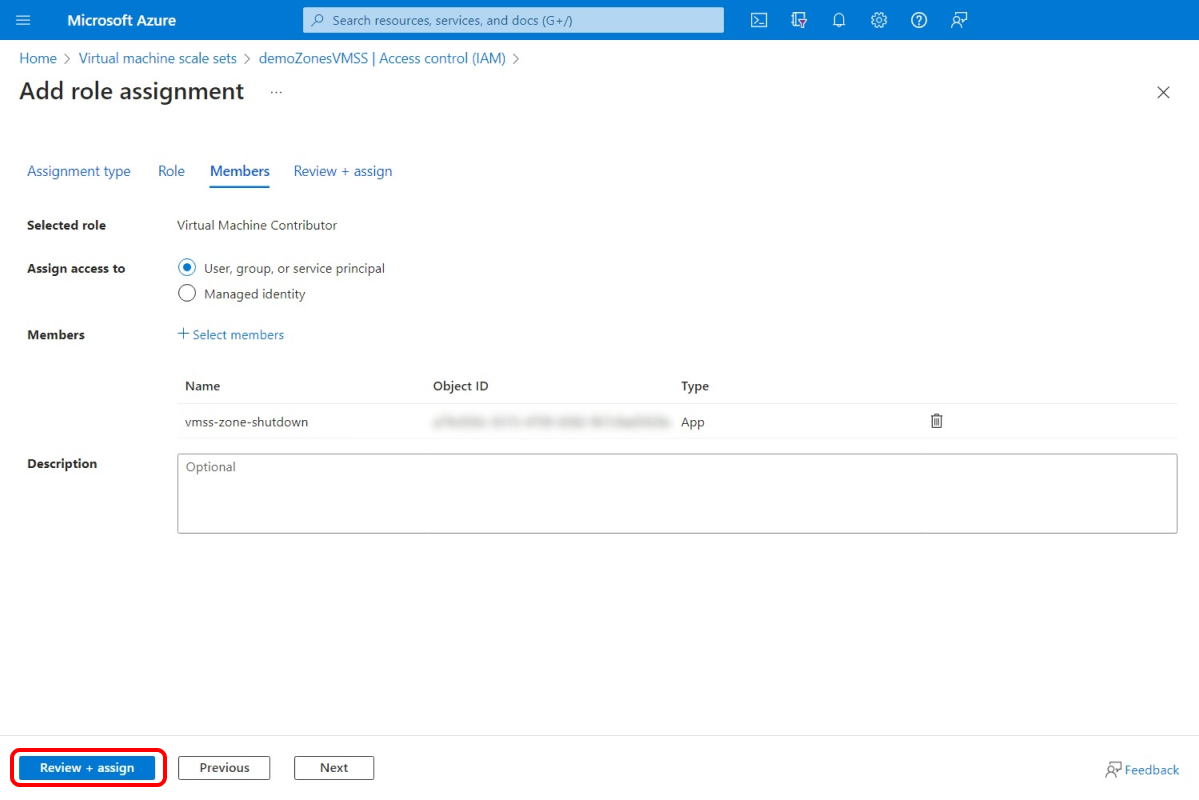 Microsoft Azure
Search resources, services, and docs (G+/)
Home > Virtual machine scale sets > demoZonesVMSS | Access control (IAM) >
Add role assignment ...
Assignment type Role Members Review + assign
Selected role Virtual Machine Contributor
Assign access to User, group, or service principal
Managed identity
Members + Select members
Name Object ID Type
vmss-zone-shutdown App
Description Optional
Review + assign Previous Next Feedback